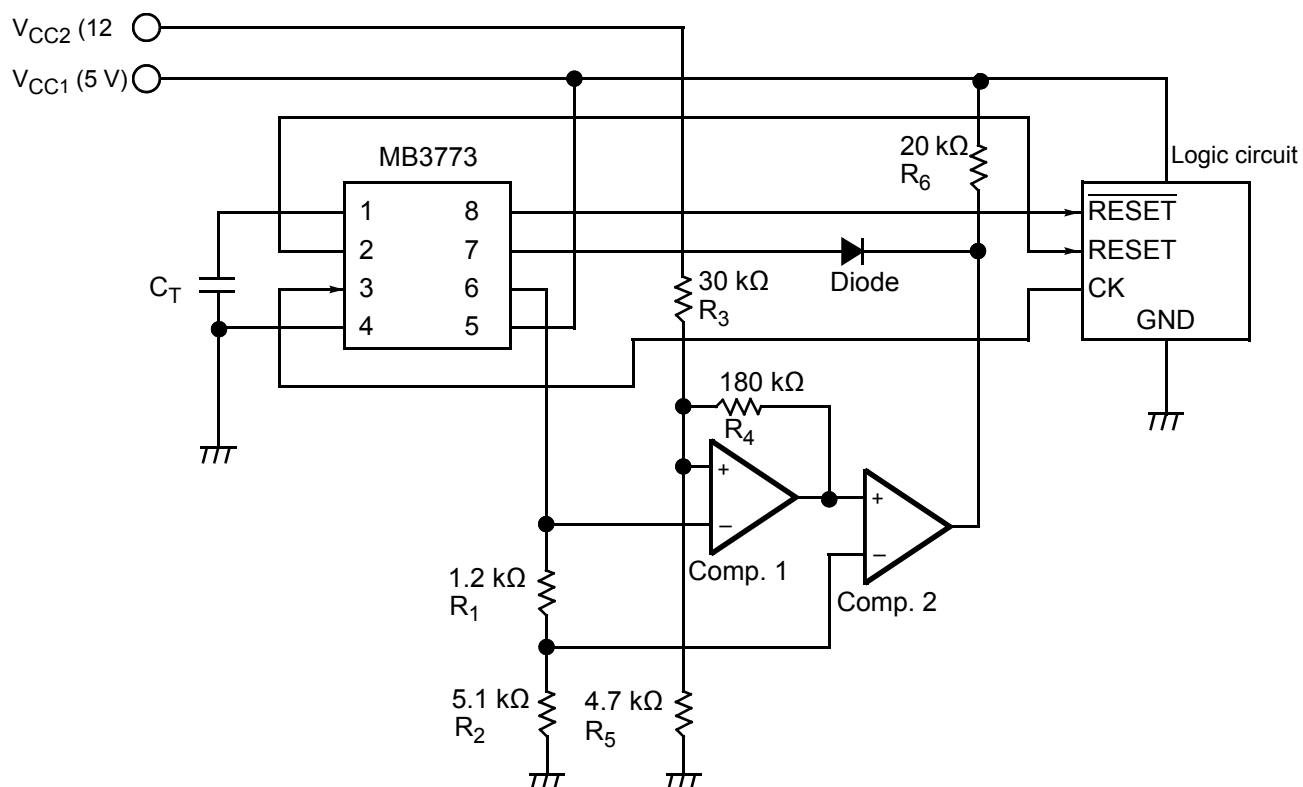 VCC2 (12
VCC1 (5 V)
MB3773
20 kΩ
R6
Logic circuit
1 8
2 7
3 6
4 5
RESET
RESET
CK
GND
CT
Diode
30 kΩ
R3
180 kΩ
R4
+
−
Comp. 1
+
−
Comp. 2
1.2 kΩ
R1
5.1 kΩ
R2
4.7 kΩ
R5